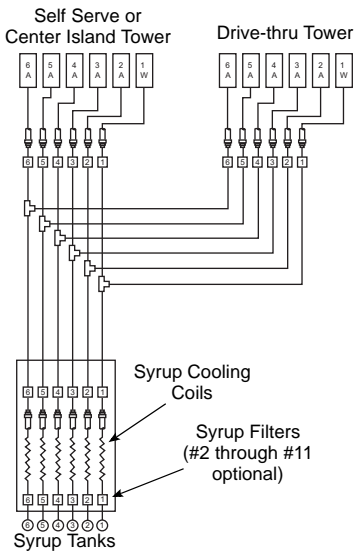 Self Serve or
Center Island Tower
Drive-thru Tower
6 A 5 A 4 A 3 A 2 A 1 W
6 A 5 A 4 A 3 A 2 A 1 W
6 5 4 3 2 1
6 5 4 3 2 1
6 5 4 3 2 1
Syrup Cooling
Coils
Syrup Filters
(#2 through #11
optional)
6 5 4 3 2 1
6 5 4 3 2 1
Syrup Tanks